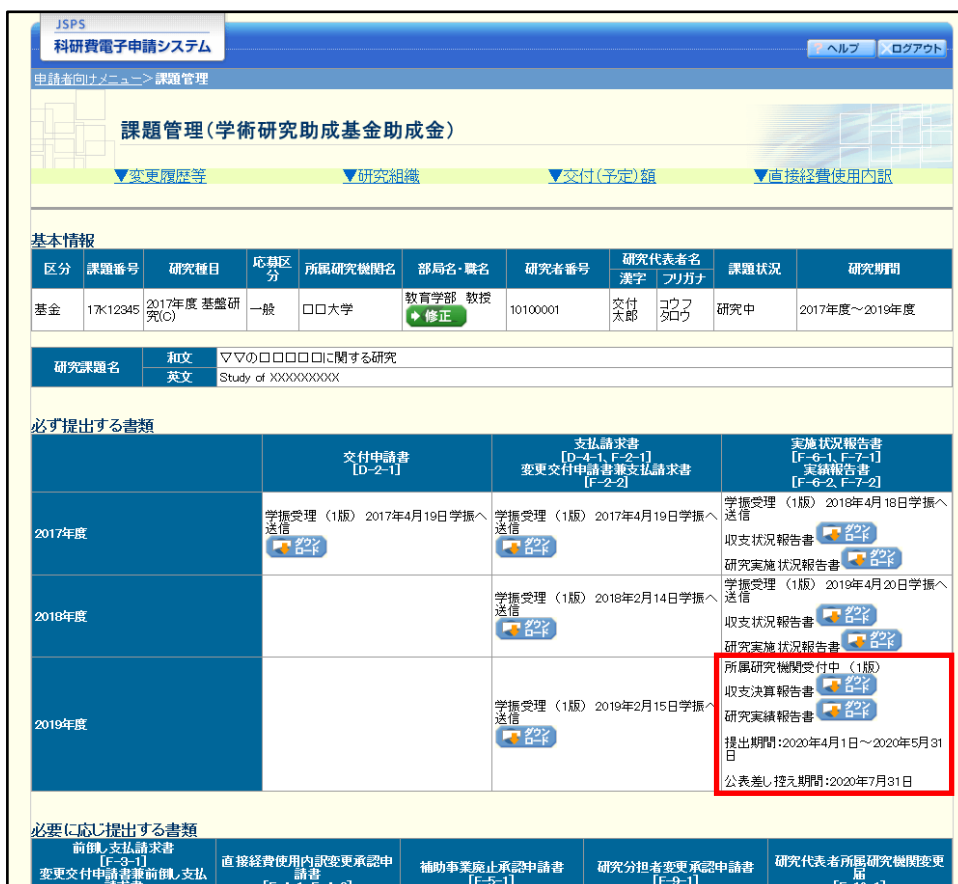 JSPS
科研費電子申請システム
? ヘルプ
×ログアウト
申請者向けメニュー>課題管理
課題管理(学術研究助成基金助成金)
▼変更履歴等 ▼研究組織 ▼交付(予定)額 ▼直接経費使用内訳
基本情報
区分 課題番号 研究種目 応募区分 所属研究機関名 部局名・職名 研究者番号 研究代表者名 漢字 フリガナ 課題状況 研究期間
基金 17K12345 2017年度 基盤研究(C) 一般 □□大学 教育学部 教授 修正 10100001 交付 太郎 コウフ タロウ 研究中 2017年度~2019年度
研究課題名 和文 ▽▽の□□□□□に関する研究
英文 Study of XXXXXXXXX
必ず提出する書類
交付申請書
[D-2-1]
支払請求書
[D-4-1、F-2-1]
変更交付申請書兼支払請求書
[F-2-2]
実施状況報告書
[F-6-1、F-7-1]
実績報告書
[F-6-2、F-7-2]
2017年度
学振受理 (1版) 2017年4月19日学振へ
送信
ダウンロード
学振受理 (1版) 2017年4月19日学振へ
送信
ダウンロード
学振受理 (1版) 2018年4月18日学振へ
送信
収支状況報告書 ダウンロード
研究実施状況報告書 ダウンロード
2018年度
学振受理 (1版) 2018年2月14日学振へ
送信
ダウンロード
学振受理 (1版) 2019年4月20日学振へ
送信
収支状況報告書 ダウンロード
研究実施状況報告書 ダウンロード
2019年度
学振受理 (1版) 2019年2月15日学振へ
送信
ダウンロード
所属研究機関受付中 (1版)
収支決算報告書 ダウンロード
研究実績報告書 ダウンロード
提出期間:2020年4月1日~2020年5月31
日
公表差し控え期間:2020年7月31日
必要に応じ提出する書類
前倒し支払請求書
[F-3-1]
変更交付申請書兼前倒し支払
直接経費使用内訳変更承認申
請書
補助事業廃止承認申請書
[F-5-1]
研究分担者変更承認申請書
[F-9-1]
研究代表者所属研究機関変更
届